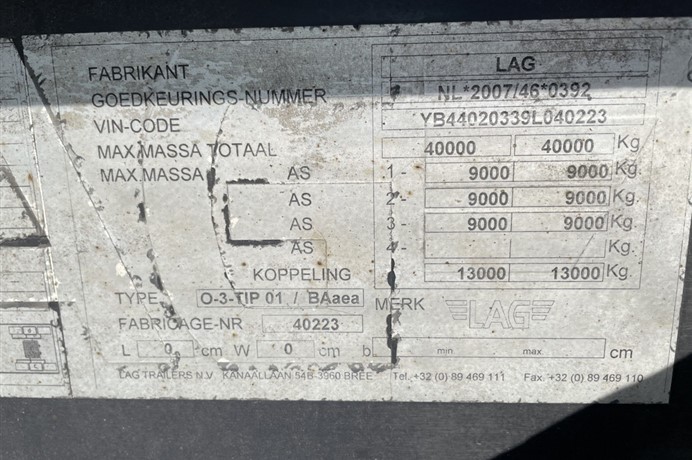 FABRIKANT LAG
GOEDKEURINGS-NUMMER NL*2007/46*0392
VIN-CODE YB44020339L040223
MAX.MASSA TOTAAL 40000 40000 Kg.
MAX.MASSA AS 1 - 9000 9000 Kg.
AS 2 - 9000 9000 Kg.
AS 3 - 9000 9000 Kg.
AS 4 - Kg.
KOPPELING 13000 13000 Kg.
TYPE O-3-TIP 01 / BAaea MERK LAG
FABRICAGE-NR 40223
L 0 cm W 0 cm b min max cm
LAG TRAILERS N.V. KANAALLAAN 54B-3960 BREE Tel. +32 (0) 89 469 111 Fax. +32 (0) 89 469 110